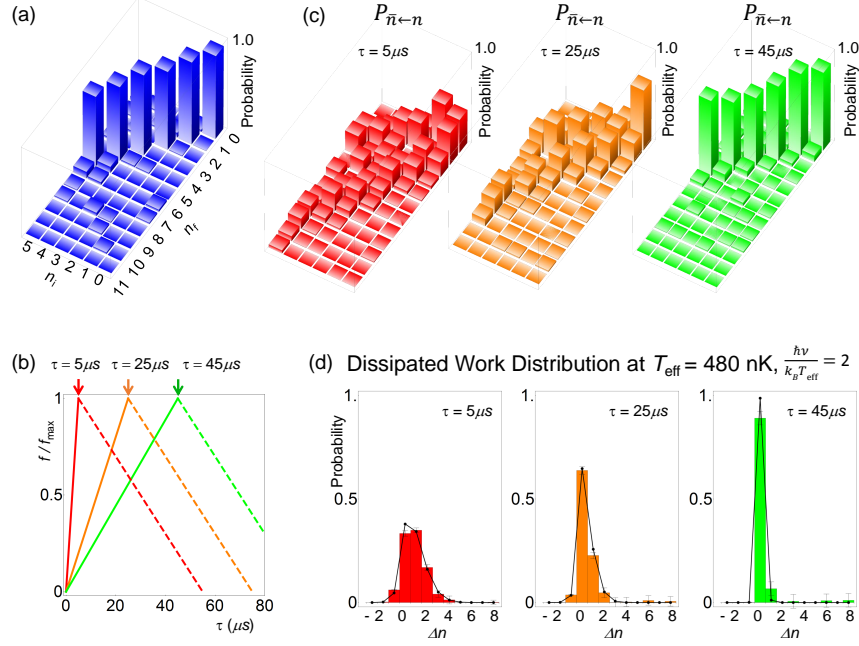 (a)
1.0
Probability
0
1
2
3
4
5
6
7
8
9
10
11
n_f
5 4 3 2 1 0
n_i
(c)
P_{n̄←n}
τ = 5μs
1.0
Probability
P_{n̄←n}
τ = 25μs
1.0
Probability
P_{n̄←n}
τ = 45μs
1.0
Probability
(b)
τ = 5μs τ = 25μs τ = 45μs
1
0.5
0
f / f_max
0 20 40 60 80
τ (μs)
(d) Dissipated Work Distribution at T_eff = 480 nK, ℏν/k_B T_eff = 2
τ = 5μs
1.
0.5
0
Probability
- 2 0 2 4 6 8
Δn
τ = 25μs
1.
0.5
0
- 2 0 2 4 6 8
Δn
τ = 45μs
1.
0.5
0
- 2 0 2 4 6 8
Δn